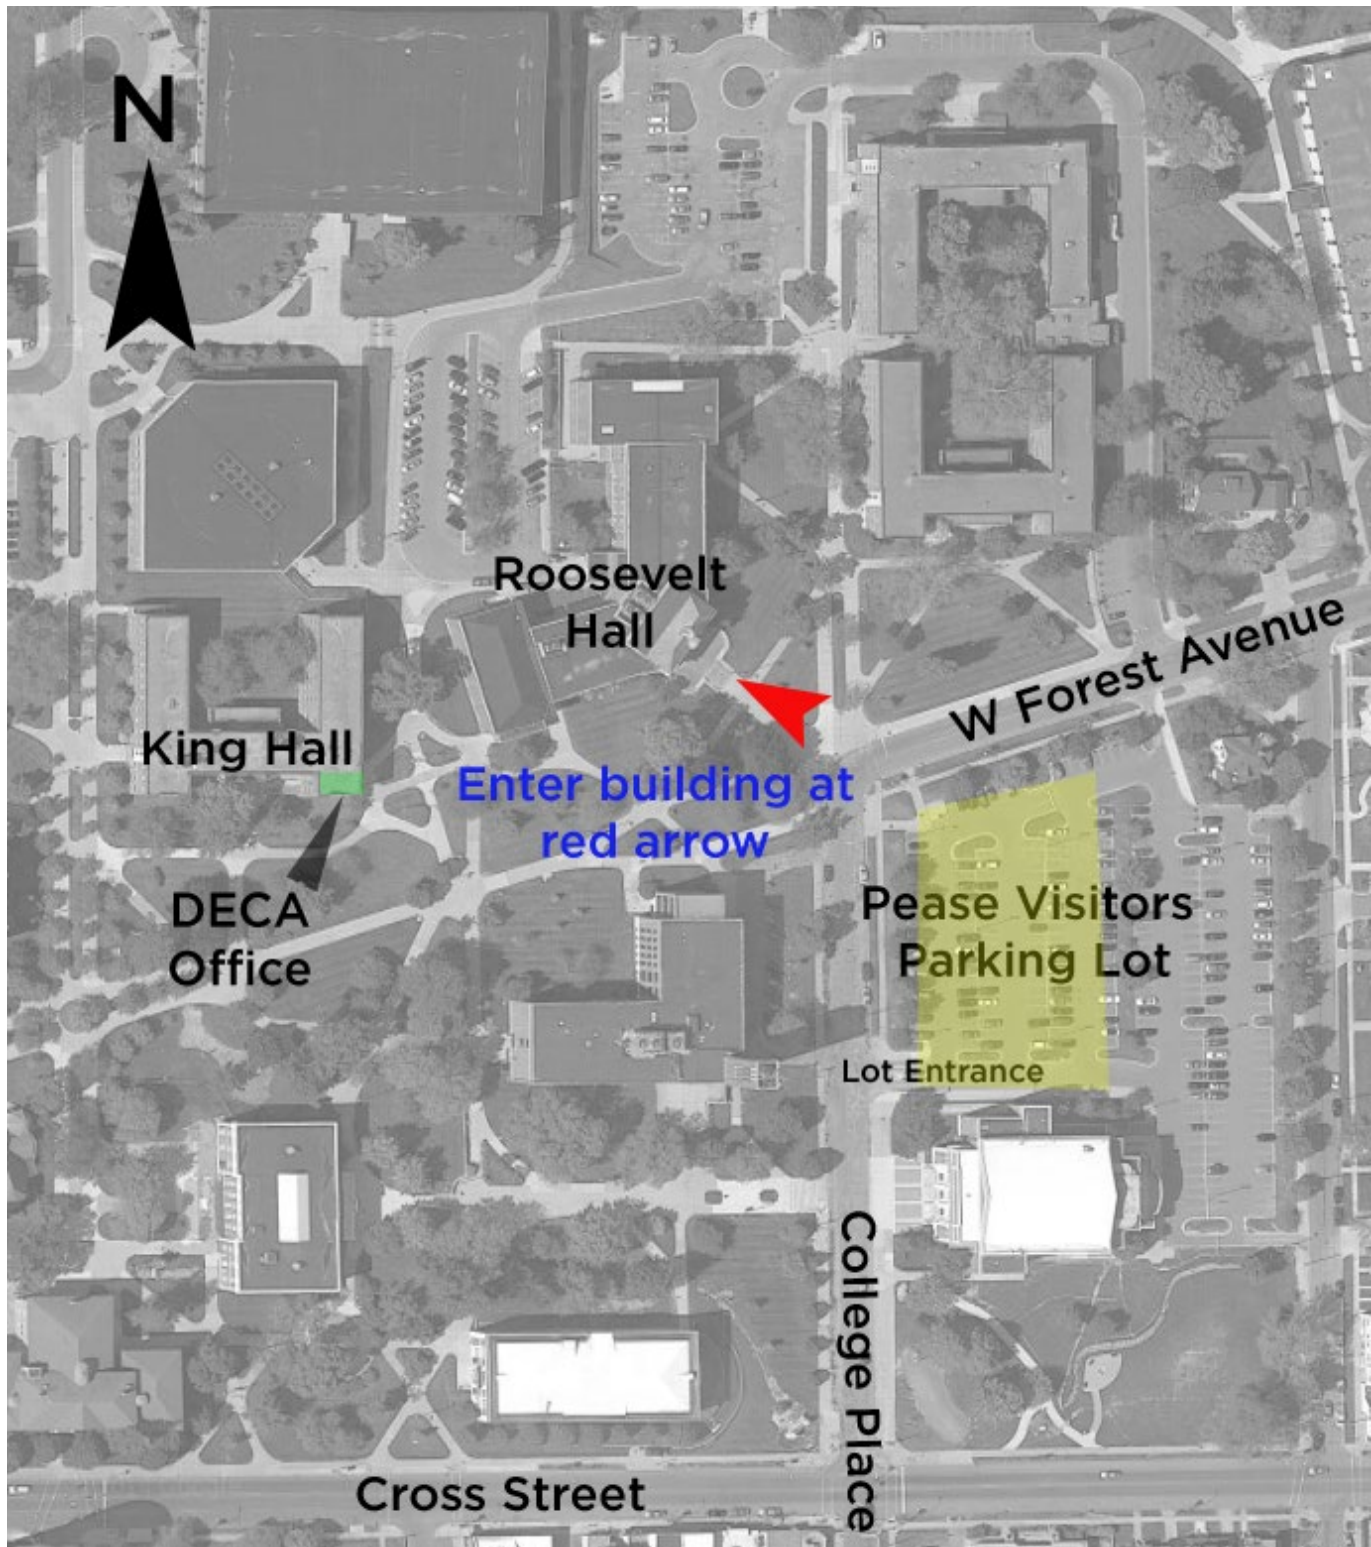 N
Roosevelt
Hall
W Forest Avenue
King Hall
Enter building at
red arrow
DECA
Office
Pease Visitors
Parking Lot
Lot Entrance
College Place
Cross Street